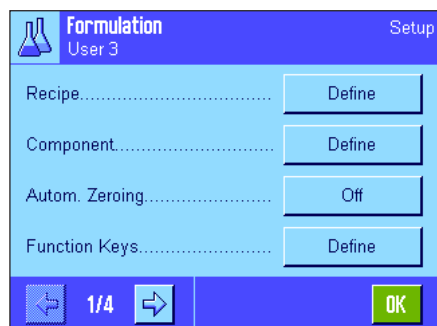 Formulation
User 3
Setup
Recipe................................ Define
Component........................... Define
Autom. Zeroing........................ Off
Function Keys....................... Define
1/4
OK